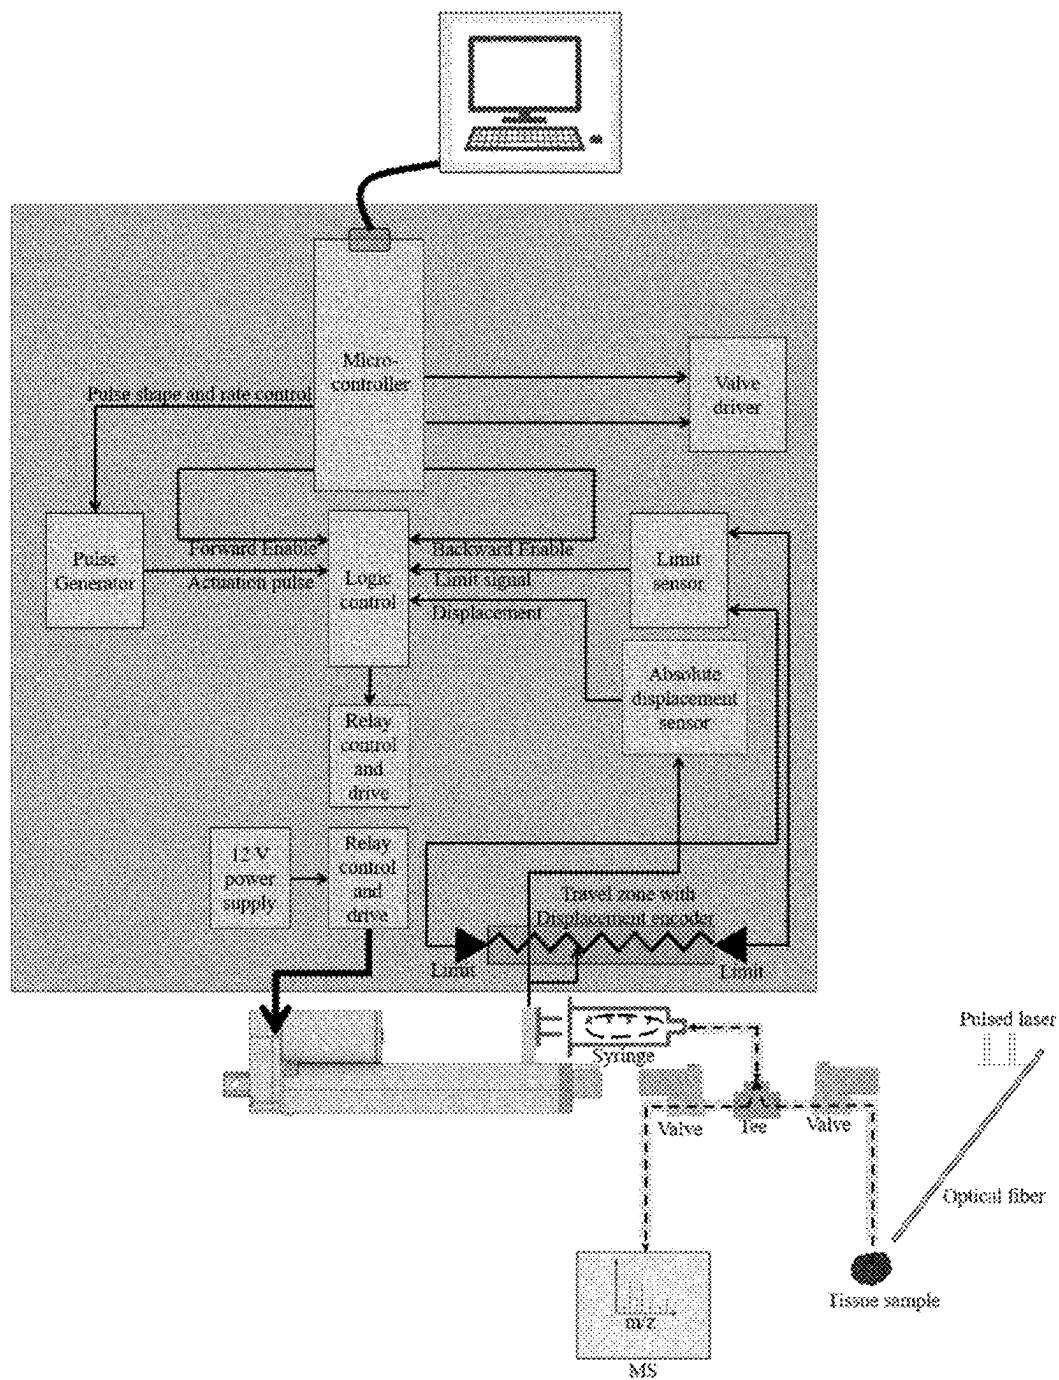 Micro-
controller
Valve
driver
Pulse shape and rate control
Pulse
Generator
Forward Enable
Actuation pulse
Logic
control
Backward Enable
Limit signal
Displacement
Limit
sensor
Absolute
displacement
sensor
Relay
control
and
drive
12 V
power
supply
Relay
control
and
drive
Travel zone with
Displacement encoder
Limit
Limit
Syringe
Pulsed laser
Valve
Tee
Valve
Optical fiber
Tissue sample
m/z
MS